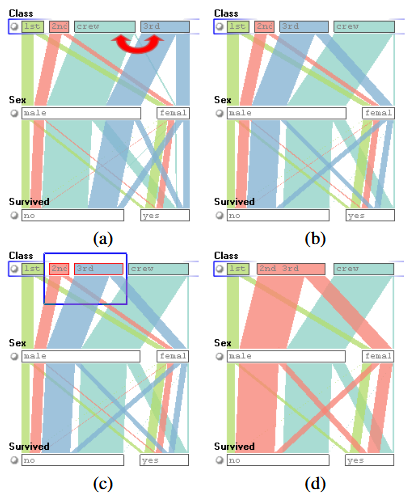 Class
1st 2nd crew 3rd
Sex
male femal
Survived
no yes
(a)
Class
1st 2nd 3rd crew
Sex
male femal
Survived
no yes
(b)
Class
1st 2nd 3rd crew
Sex
male femal
Survived
no yes
(c)
Class
1st 2nd 3rd crew
Sex
male femal
Survived
no yes
(d)